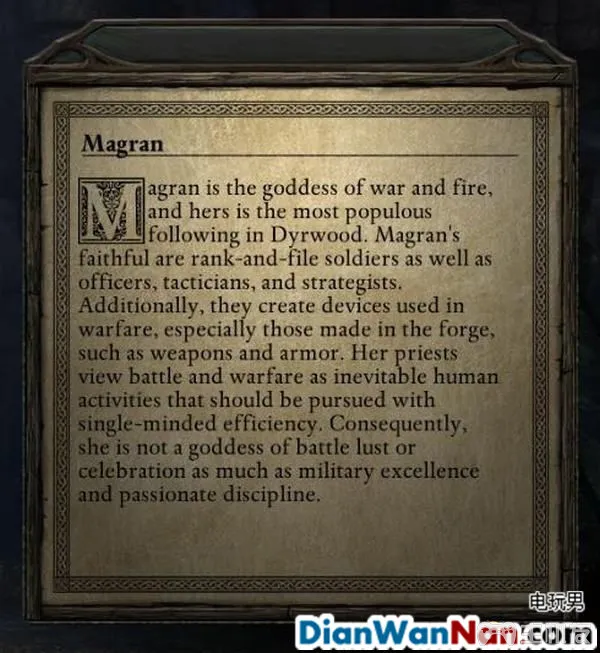 Magran
Magran is the goddess of war and fire,
and hers is the most populous
following in Dyrwood. Magran's
faithful are rank-and-file soldiers as well as
officers, tacticians, and strategists.
Additionally, they create devices used in
warfare, especially those made in the forge,
such as weapons and armor. Her priests
view battle and warfare as inevitable human
activities that should be pursued with
single-minded efficiency. Consequently,
she is not a goddess of battle lust or
celebration as much as military excellence
and passionate discipline.
电玩男
DianWanNan.com